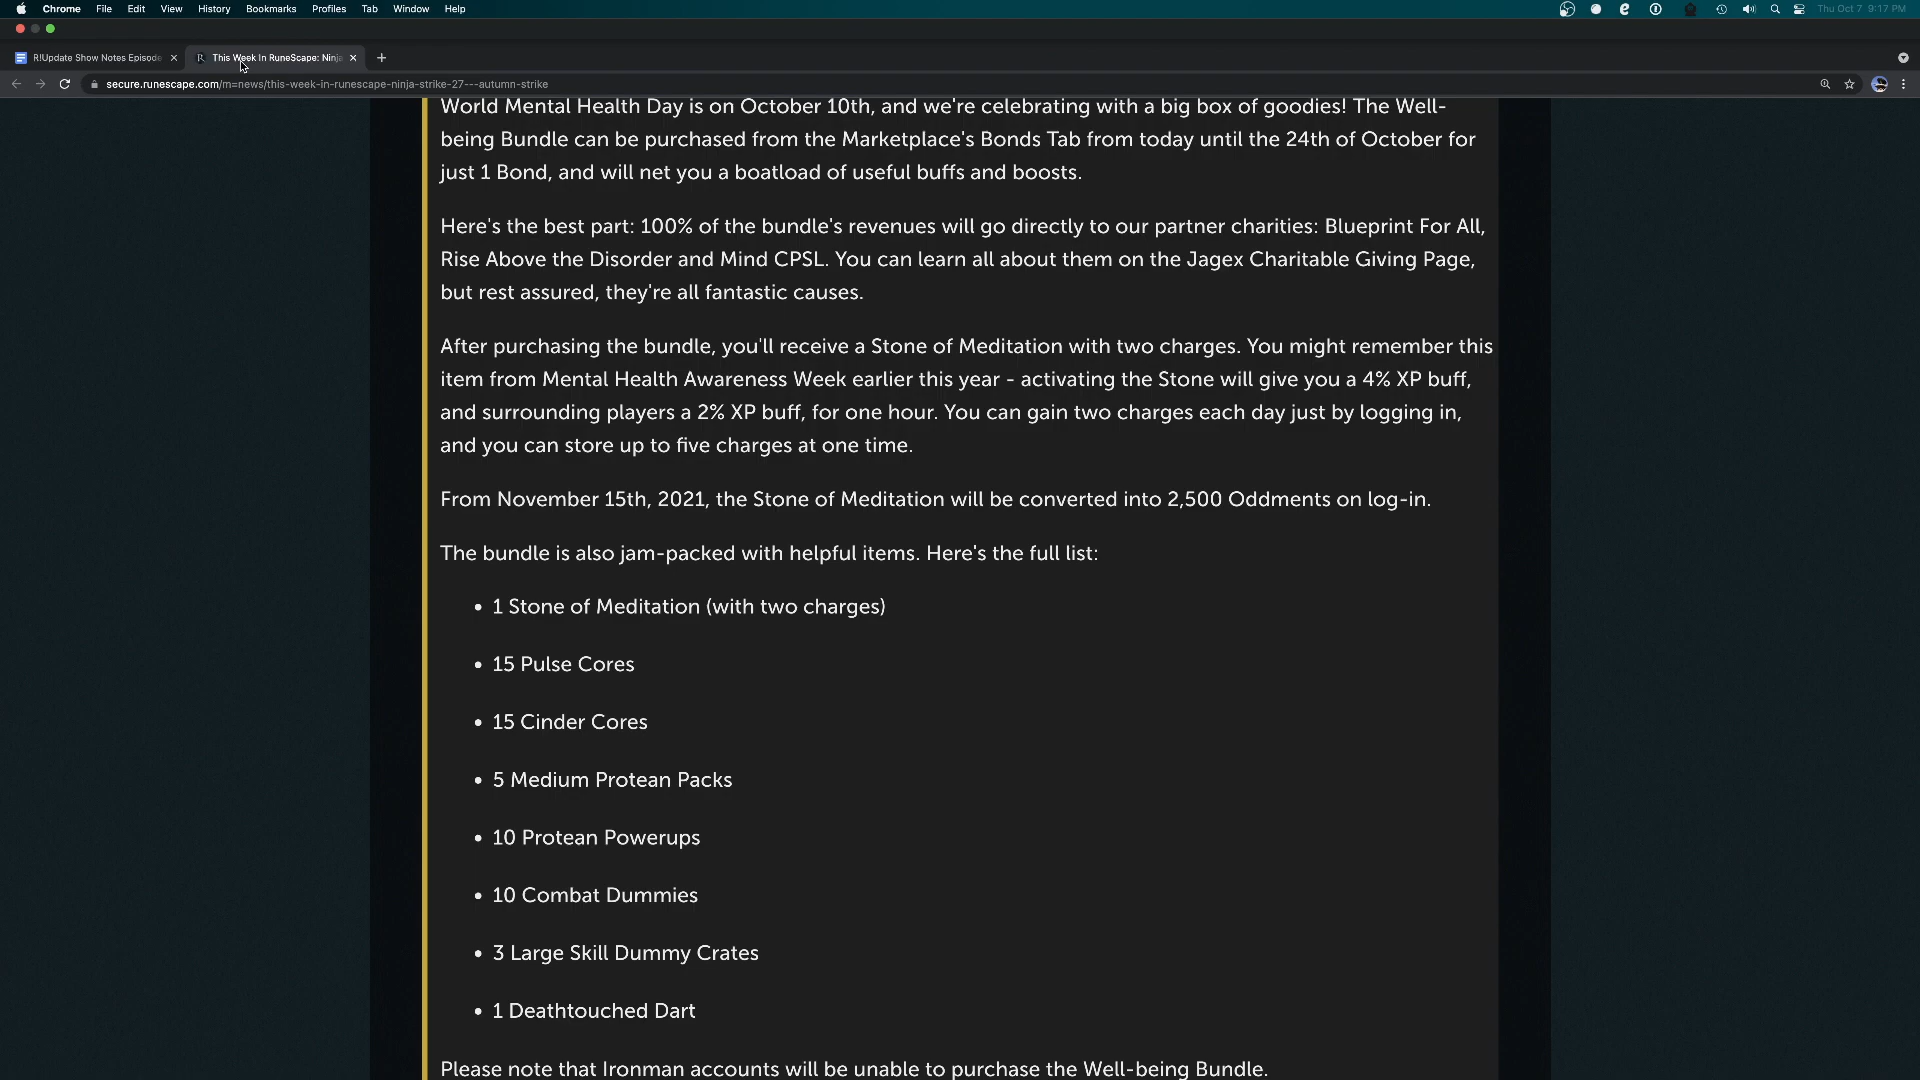 Chrome File Edit View History Bookmarks Profiles Tab Window Help Thu Oct 7 9:17 PM
R!Update Show Notes Episode This Week In RuneScape: Ninja
secure.runescape.com/m=news/this-week-in-runescape-ninja-strike-27---autumn-strike
World Mental Health Day is on October 10th, and we're celebrating with a big box of goodies! The Well-
being Bundle can be purchased from the Marketplace's Bonds Tab from today until the 24th of October for
just 1 Bond, and will net you a boatload of useful buffs and boosts.
Here's the best part: 100% of the bundle's revenues will go directly to our partner charities: Blueprint For All,
Rise Above the Disorder and Mind CPSL. You can learn all about them on the Jagex Charitable Giving Page,
but rest assured, they're all fantastic causes.
After purchasing the bundle, you'll receive a Stone of Meditation with two charges. You might remember this
item from Mental Health Awareness Week earlier this year - activating the Stone will give you a 4% XP buff,
and surrounding players a 2% XP buff, for one hour. You can gain two charges each day just by logging in,
and you can store up to five charges at one time.
From November 15th, 2021, the Stone of Meditation will be converted into 2,500 Oddments on log-in.
The bundle is also jam-packed with helpful items. Here's the full list:
• 1 Stone of Meditation (with two charges)
• 15 Pulse Cores
• 15 Cinder Cores
• 5 Medium Protean Packs
• 10 Protean Powerups
• 10 Combat Dummies
• 3 Large Skill Dummy Crates
• 1 Deathtouched Dart
Please note that Ironman accounts will be unable to purchase the Well-being Bundle.